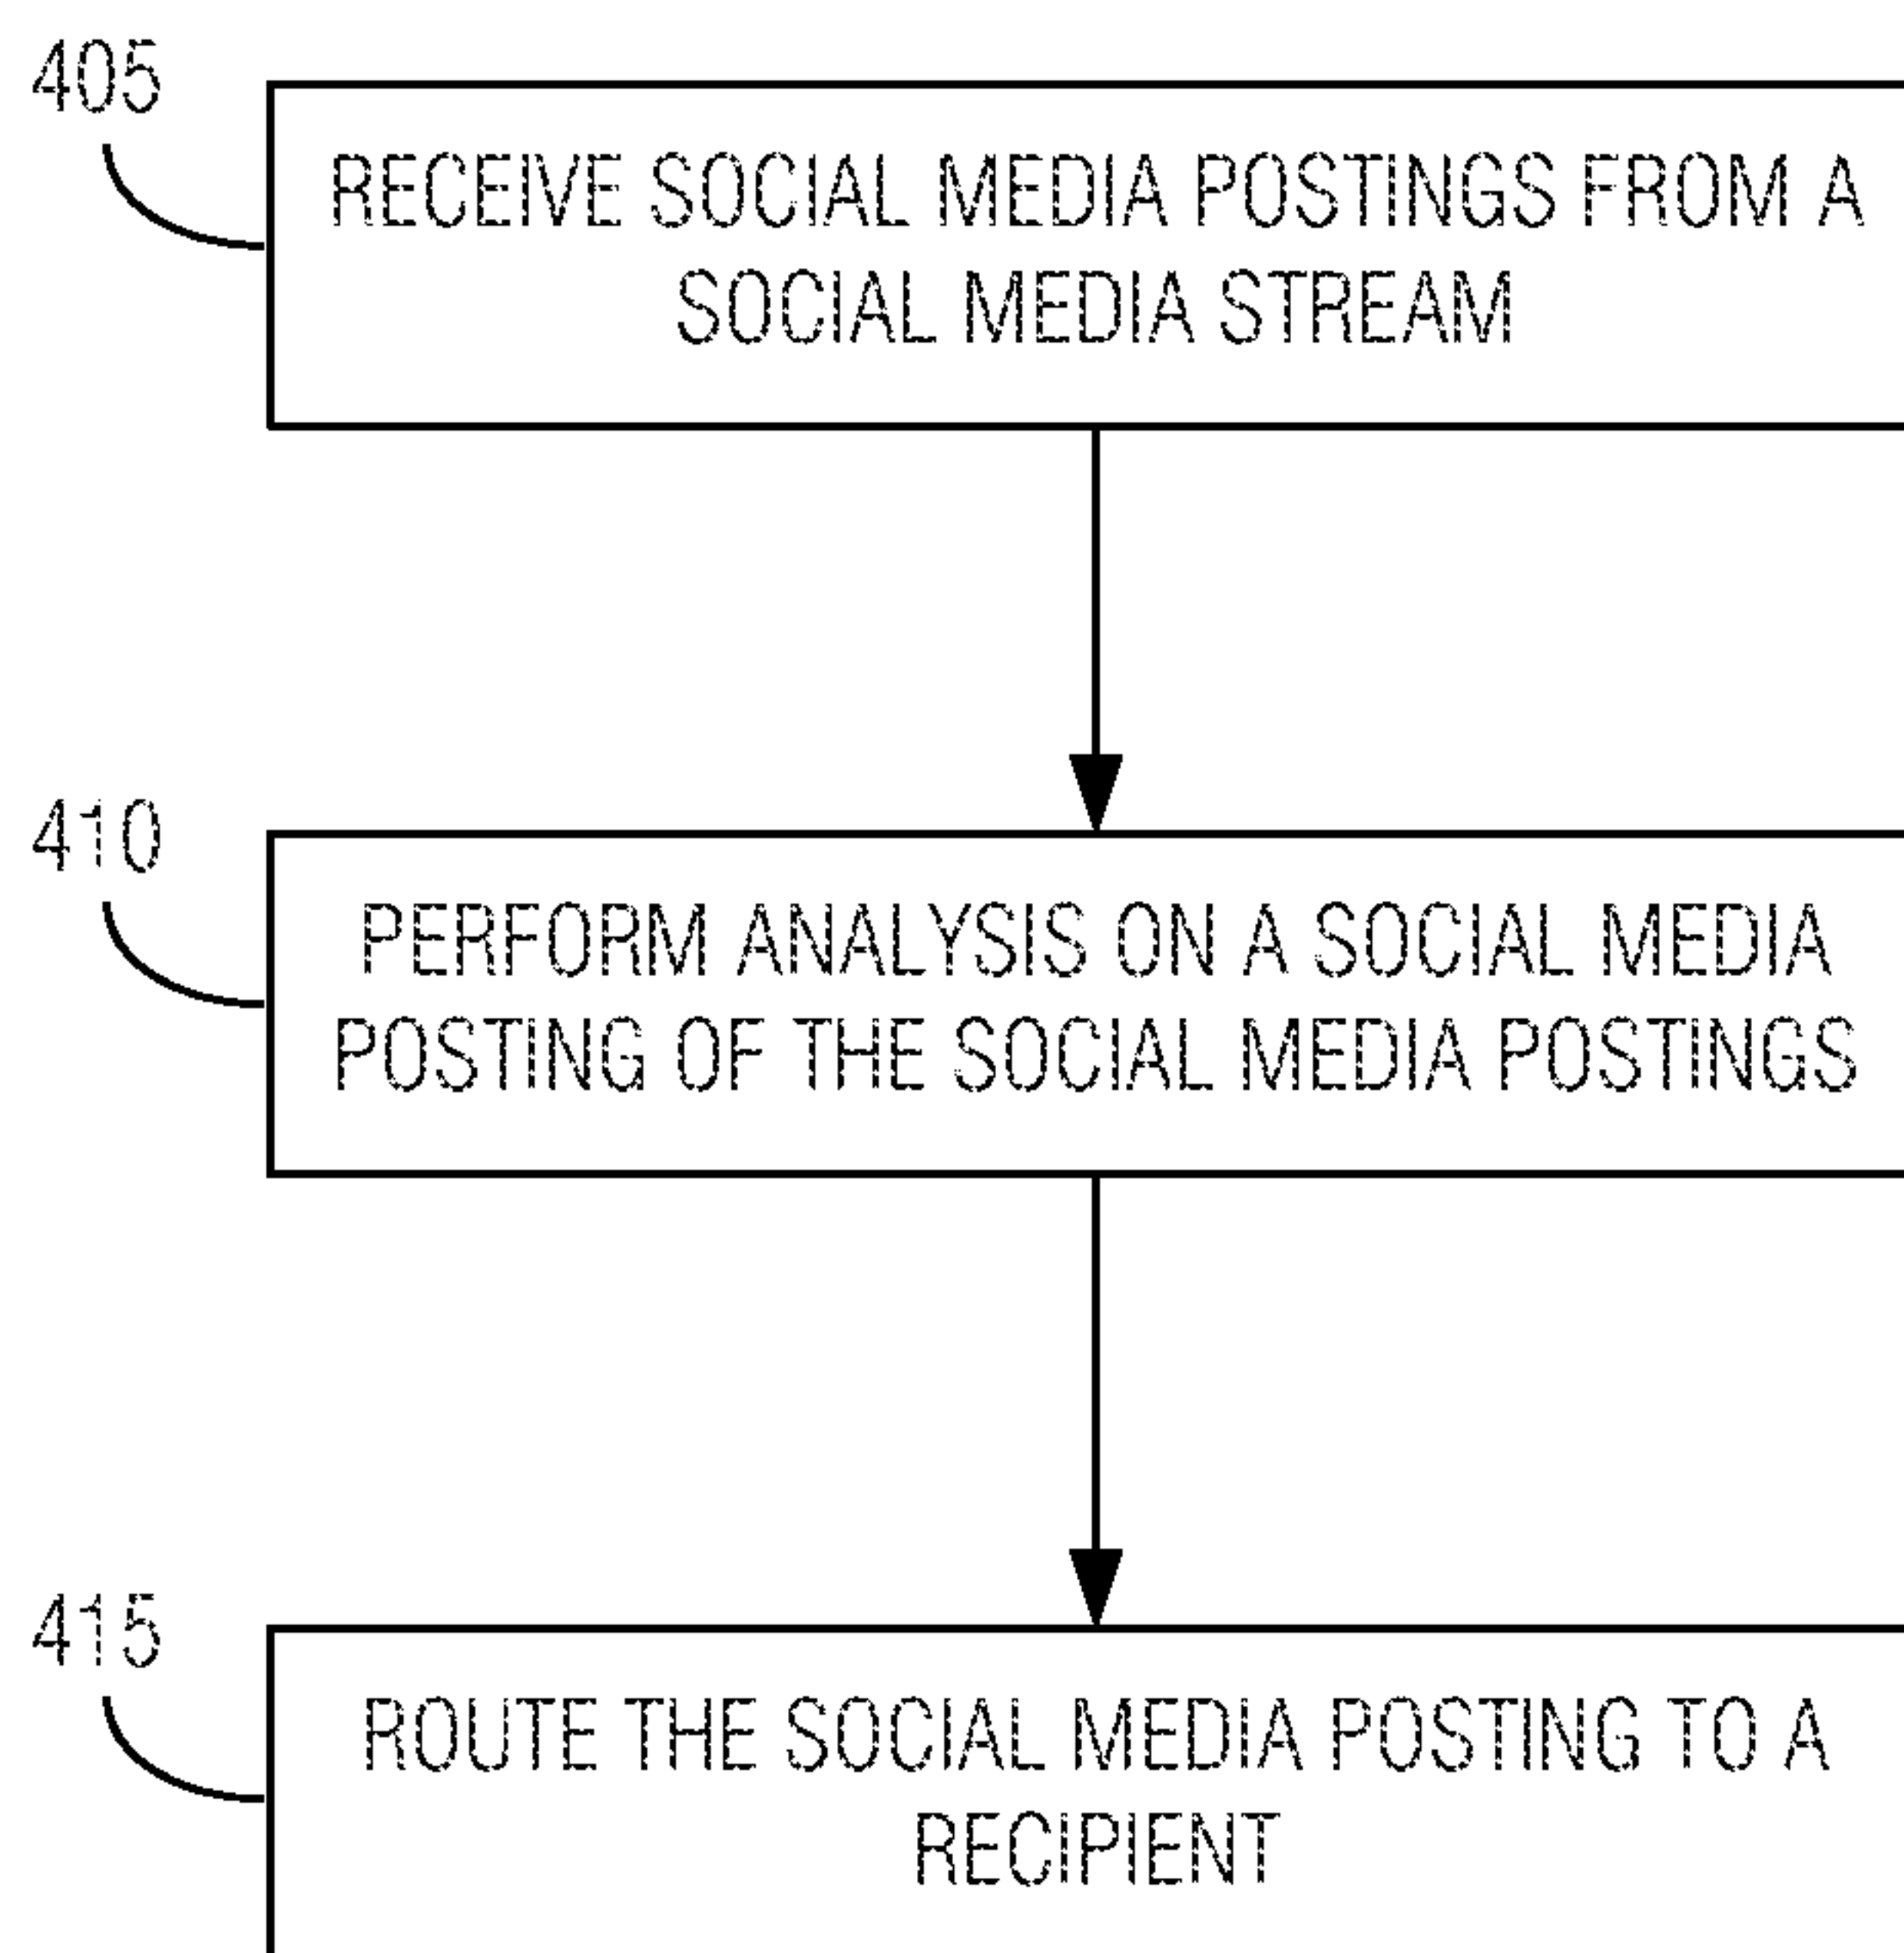 405
RECEIVE SOCIAL MEDIA POSTINGS FROM A
SOCIAL MEDIA STREAM
410
PERFORM ANALYSIS ON A SOCIAL MEDIA
POSTING OF THE SOCIAL MEDIA POSTINGS
415
ROUTE THE SOCIAL MEDIA POSTING TO A
RECIPIENT